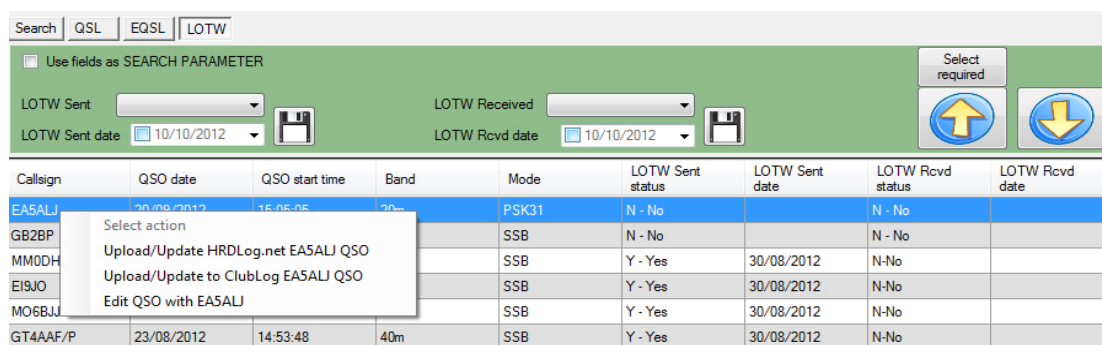 Search QSL EQSL LOTW
Use fields as SEARCH PARAMETER
Select
required
LOTW Sent LOTW Received
LOTW Sent date 10/10/2012 LOTW Rcvd date 10/10/2012
Callsign QSO date QSO start time Band Mode LOTW Sent status LOTW Sent date LOTW Rcvd status LOTW Rcvd date
EA5ALJ 20/09/2012 15:05:05 20m PSK31 N - No N - No
Select action
GB2BP SSB N - No N - No
Upload/Update HRDLog.net EA5ALJ QSO
MM0DH SSB Y - Yes 30/08/2012 N-No
Upload/Update to ClubLog EA5ALJ QSO
EI9JO SSB Y - Yes 30/08/2012 N-No
Edit QSO with EA5ALJ
MO6BJJ SSB Y - Yes 30/08/2012 N-No
GT4AAF/P 23/08/2012 14:53:48 40m SSB Y - Yes 30/08/2012 N-No